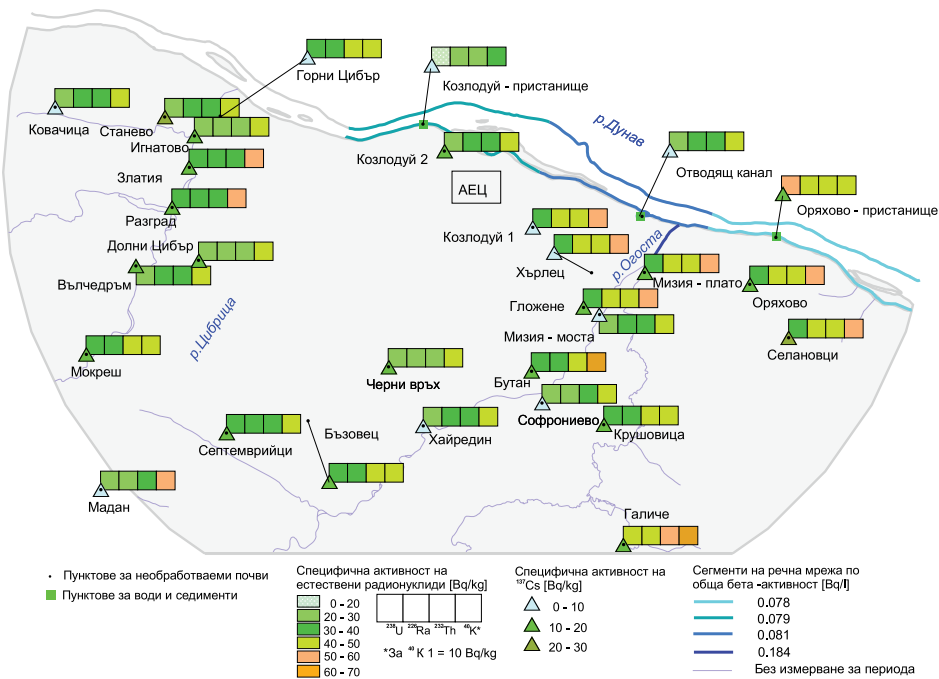 Горни Цибър
Козлодуй - пристанище
Ковачица
Станево
Игнатово
р.Дунав
Златия
Козлодуй 2
Отводящ канал
АЕЦ
Разград
Оряхово - пристанище
Козлодуй 1
Долни Цибър
Хърлец
р.Огоста
Вълчедръм
Мизия - плато
Гложене
Оряхово
р.Цибрица
Мизия - моста
Селановци
Мокреш
Черни връх
Бутан
Софрониево
Бъзовец
Хайредин
Крушовица
Септемврийци
Мадан
Галиче
Пунктове за необработваеми почви
Пунктове за води и седименти
Специфична активност на
естествени радионуклиди [Bq/kg]
0 - 20
20 - 30
30 - 40
40 - 50
50 - 60
60 - 70
²³⁸U ²²⁶Ra ²³²Th ⁴⁰K*
*За ⁴⁰К 1 = 10 Bq/kg
Специфична активност на
¹³⁷Cs [Bq/kg]
0 - 10
10 - 20
20 - 30
Сегменти на речна мрежа по
обща бета -активност [Bq/l]
0.078
0.079
0.081
0.184
Без измерване за периода